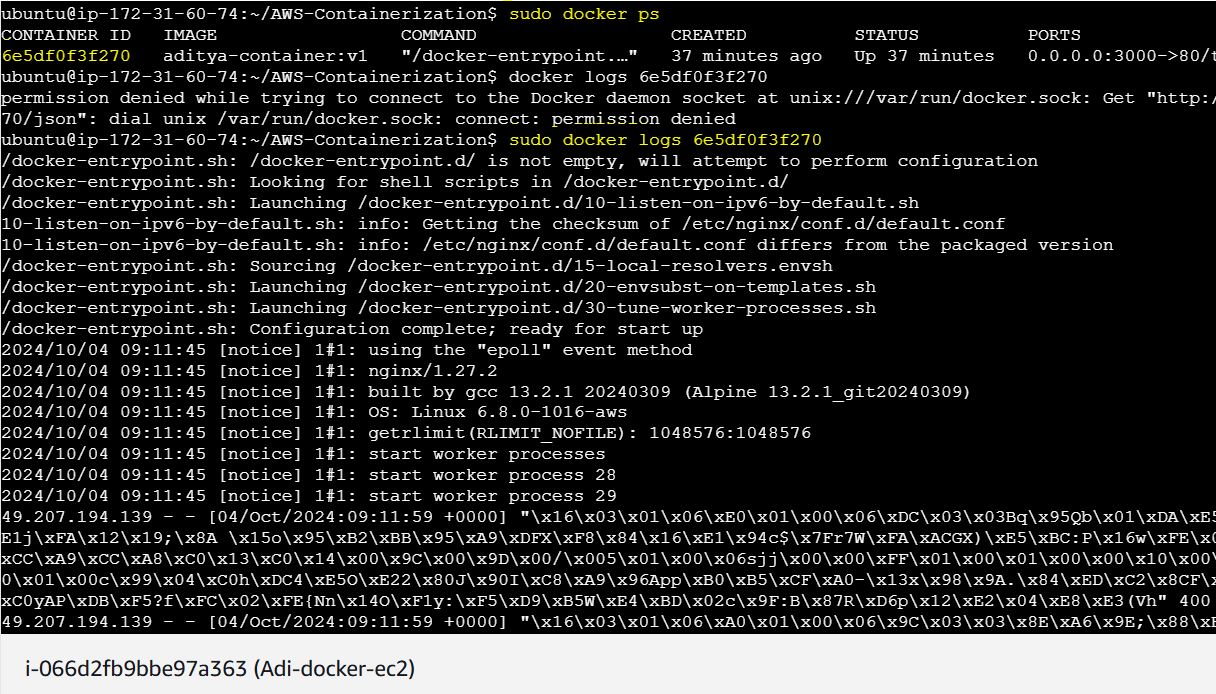 ubuntu@ip-172-31-60-74:~/AWS-Containerization$ sudo docker ps
CONTAINER ID   IMAGE                  COMMAND                  CREATED          STATUS          PORTS
6e5df0f3f270   aditya-container:v1   "/docker-entrypoint.…"   37 minutes ago   Up 37 minutes   0.0.0.0:3000->80/t
ubuntu@ip-172-31-60-74:~/AWS-Containerization$ docker logs 6e5df0f3f270
permission denied while trying to connect to the Docker daemon socket at unix:///var/run/docker.sock: Get "http:/
70/json": dial unix /var/run/docker.sock: connect: permission denied
ubuntu@ip-172-31-60-74:~/AWS-Containerization$ sudo docker logs 6e5df0f3f270
/docker-entrypoint.sh: /docker-entrypoint.d/ is not empty, will attempt to perform configuration
/docker-entrypoint.sh: Looking for shell scripts in /docker-entrypoint.d/
/docker-entrypoint.sh: Launching /docker-entrypoint.d/10-listen-on-ipv6-by-default.sh
10-listen-on-ipv6-by-default.sh: info: Getting the checksum of /etc/nginx/conf.d/default.conf
10-listen-on-ipv6-by-default.sh: info: /etc/nginx/conf.d/default.conf differs from the packaged version
/docker-entrypoint.sh: Sourcing /docker-entrypoint.d/15-local-resolvers.envsh
/docker-entrypoint.sh: Launching /docker-entrypoint.d/20-envsubst-on-templates.sh
/docker-entrypoint.sh: Launching /docker-entrypoint.d/30-tune-worker-processes.sh
/docker-entrypoint.sh: Configuration complete; ready for start up
2024/10/04 09:11:45 [notice] 1#1: using the "epoll" event method
2024/10/04 09:11:45 [notice] 1#1: nginx/1.27.2
2024/10/04 09:11:45 [notice] 1#1: built by gcc 13.2.1 20240309 (Alpine 13.2.1_git20240309)
2024/10/04 09:11:45 [notice] 1#1: OS: Linux 6.8.0-1016-aws
2024/10/04 09:11:45 [notice] 1#1: getrlimit(RLIMIT_NOFILE): 1048576:1048576
2024/10/04 09:11:45 [notice] 1#1: start worker processes
2024/10/04 09:11:45 [notice] 1#1: start worker process 28
2024/10/04 09:11:45 [notice] 1#1: start worker process 29
49.207.194.139 - - [04/Oct/2024:09:11:59 +0000] "\x16\x03\x01\x06\xE0\x01\x00\x06\xDC\x03\x03Bq\x95Qb\x01\xDA\xE5
E1j\xFA\x12\x19;\x8A \x15o\x95\xB2\xBB\x95\xA9\xDFX\xF8\x84\x16\xE1\x94c$\x7Fr7W\xFA\xACGX)\xE5\xBC:P\x16w\xFE\x0
\xCC\xA9\xCC\xA8\xC0\x13\xC0\x14\x00\x9C\x00\x9D\x00/\x005\x01\x00\x06sjj\x00\x00\xFF\x01\x00\x01\x00\x00\x10\x00
0\x01\x00c\x99\x04\xC0h\xDC4\xE5O\xE22\x80J\x90I\xC8\xA9\x96App\xB0\xB5\xCF\xA0-\x13x\x98\x9A.\x84\xED\xC2\x8CF\
\xC0yAP\xDB\xF5?f\xFC\x02\xFE{Nn\x14O\xF1y:\xF5\xD9\xB5W\xE4\xBD\x02c\x9F:B\x87R\xD6p\x12\xE2\x04\xE8\xE3(Vh" 400
49.207.194.139 - - [04/Oct/2024:09:11:59 +0000] "\x16\x03\x01\x06\xA0\x01\x00\x06\x9C\x03\x03\x8E\xA6\x9E;\x88\xE
i-066d2fb9bbe97a363 (Adi-docker-ec2)